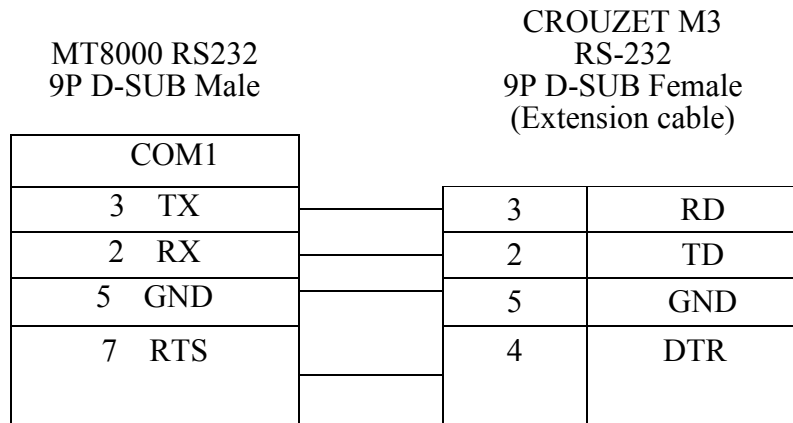 MT8000 RS232
9P D-SUB Male
CROUZET M3
RS-232
9P D-SUB Female
(Extension cable)
COM1
3 TX 3 RD
2 RX 2 TD
5 GND 5 GND
7 RTS 4 DTR